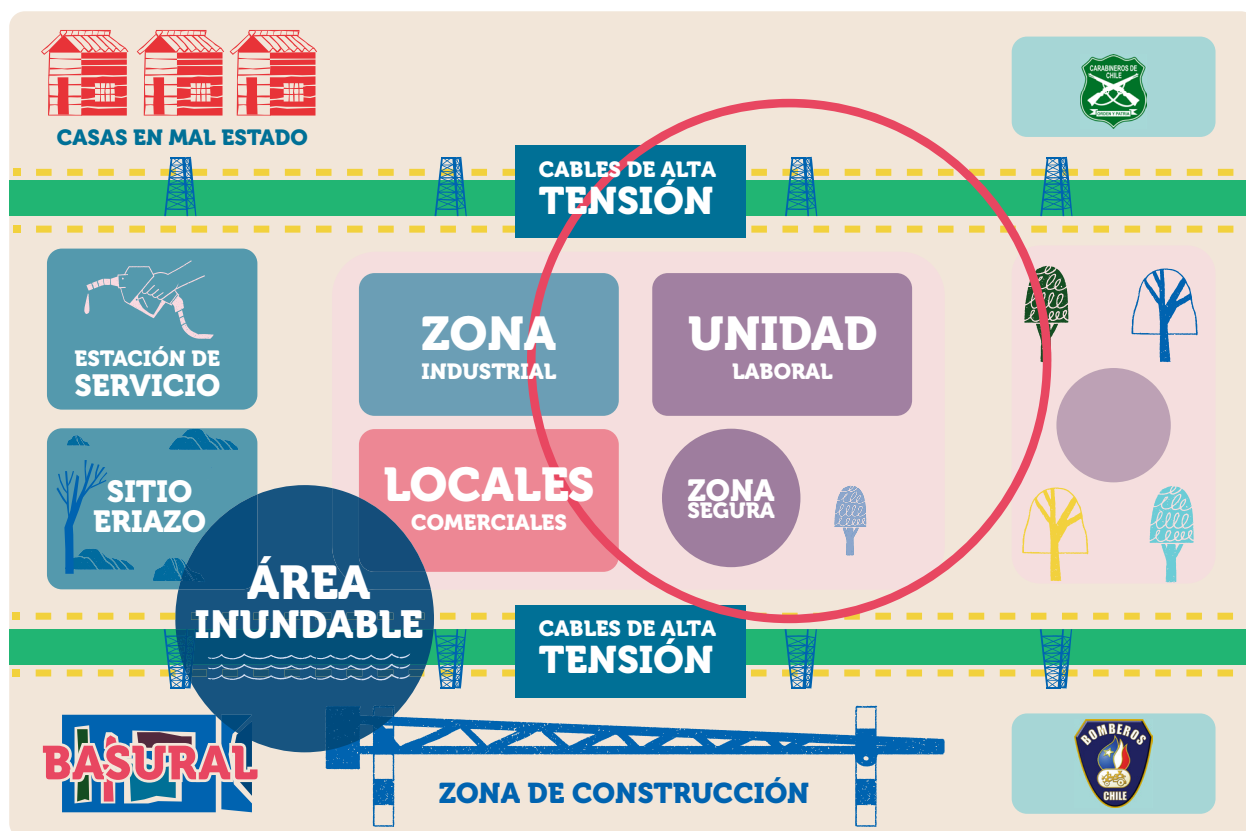 CASAS EN MAL ESTADO
CARABINEROS DE
CHILE
ORDEN Y PATRIA
CABLES DE ALTA
TENSIÓN
ESTACIÓN DE
SERVICIO
ZONA
INDUSTRIAL
UNIDAD
LABORAL
SITIO
ERIAZO
LOCALES
COMERCIALES
ZONA
SEGURA
ÁREA
INUNDABLE
CABLES DE ALTA
TENSIÓN
BASURAL
ZONA DE CONSTRUCCIÓN
BOMBEROS
CHILE